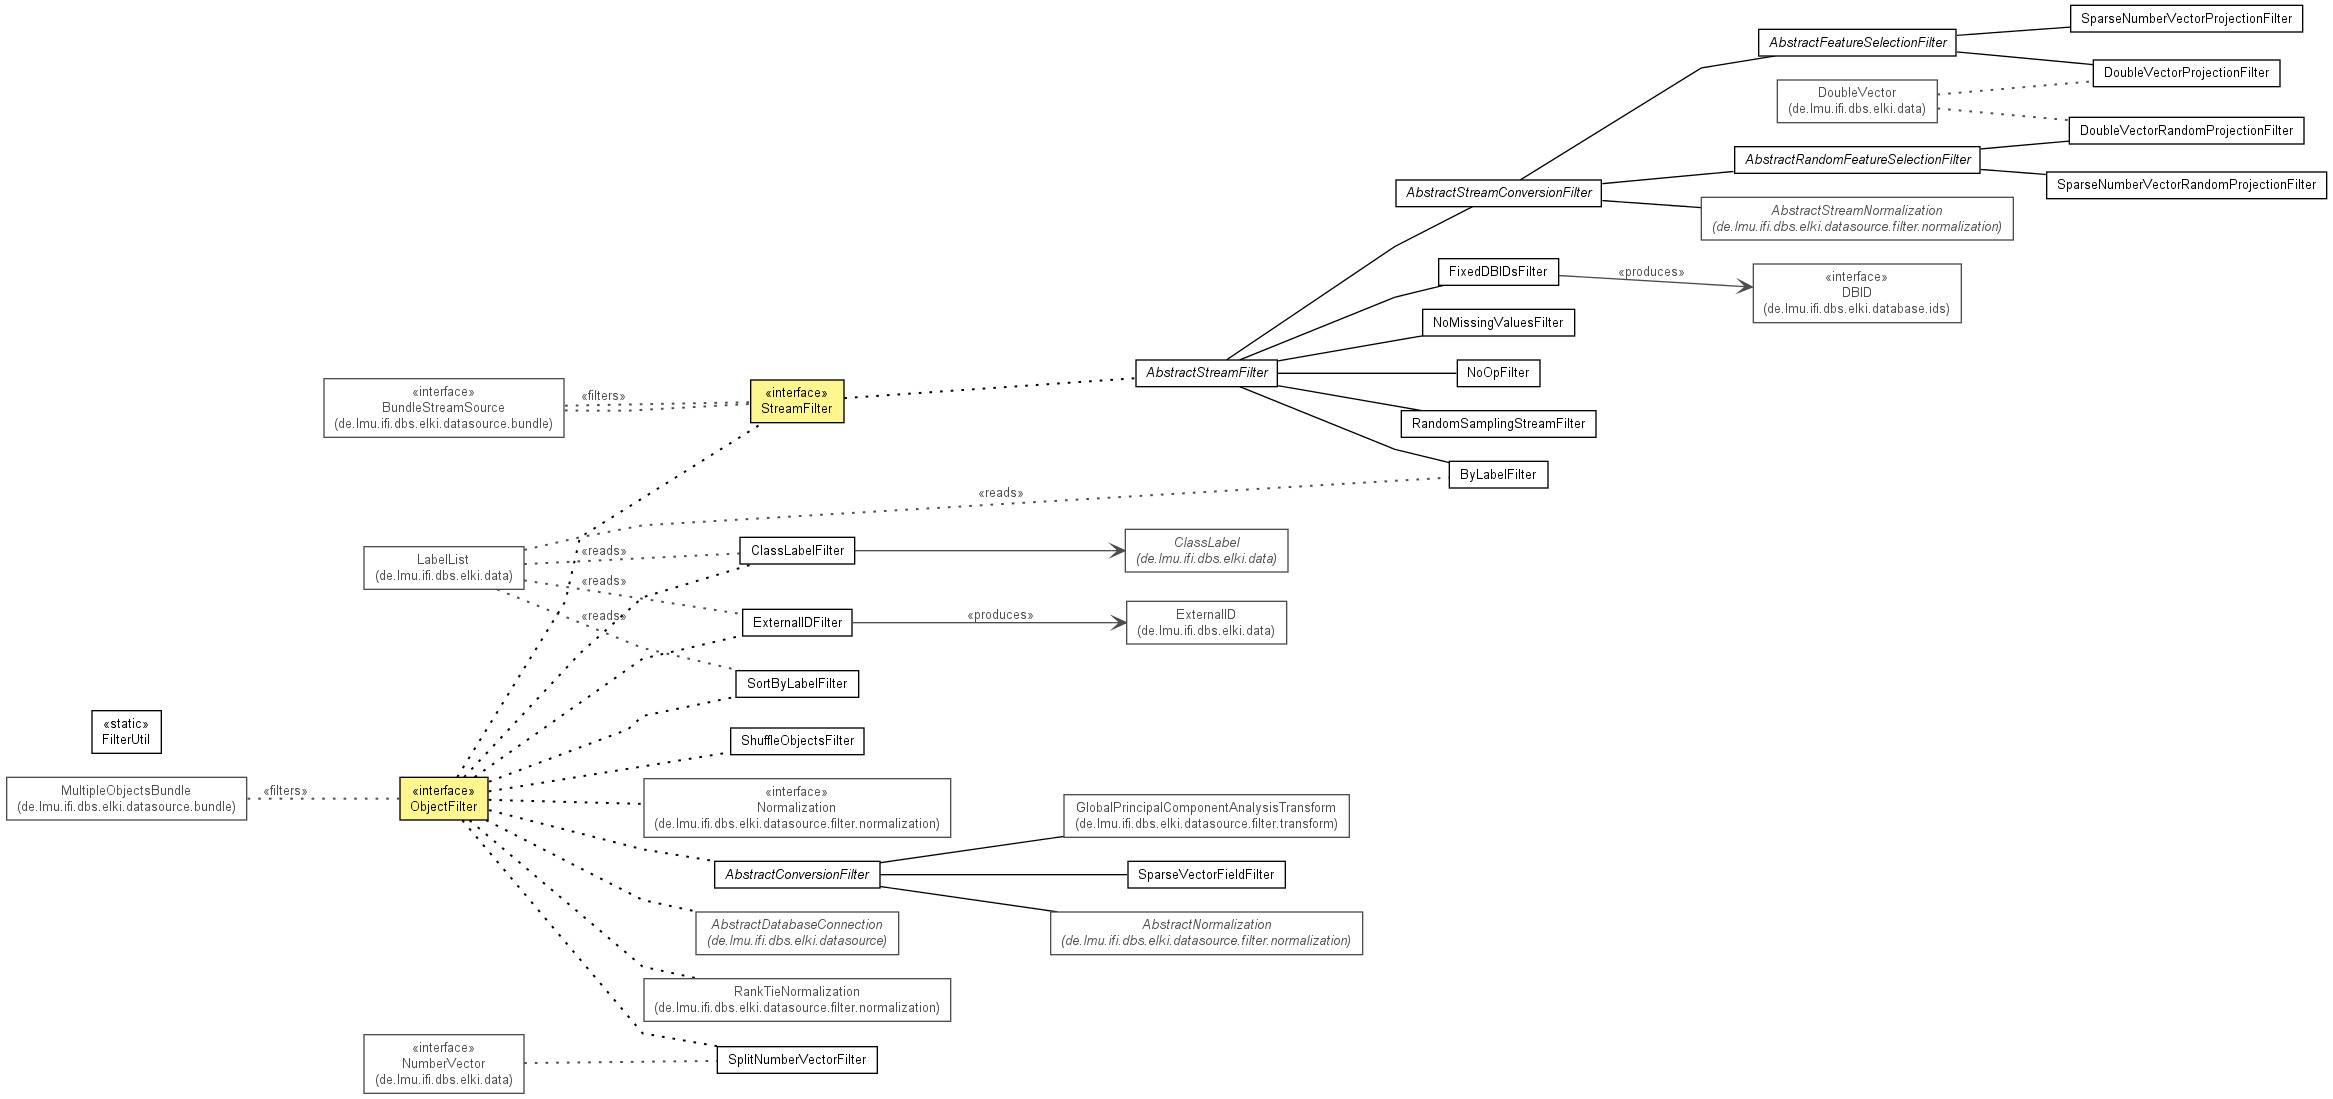 SparseNumberVectorProjectionFilter
AbstractFeatureSelectionFilter
DoubleVectorProjectionFilter
DoubleVector
(de.lmu.ifi.dbs.elki.data)
DoubleVectorRandomProjectionFilter
AbstractRandomFeatureSelectionFilter
SparseNumberVectorRandomProjectionFilter
AbstractStreamConversionFilter
AbstractStreamNormalization
(de.lmu.ifi.dbs.elki.datasource.filter.normalization)
FixedDBIDsFilter
«produces»
«interface»
DBID
(de.lmu.ifi.dbs.elki.database.ids)
NoMissingValuesFilter
AbstractStreamFilter
NoOpFilter
«interface»
BundleStreamSource
(de.lmu.ifi.dbs.elki.datasource.bundle)
«filters»
«interface»
StreamFilter
RandomSamplingStreamFilter
ByLabelFilter
«reads»
LabelList
(de.lmu.ifi.dbs.elki.data)
«reads»
ClassLabelFilter
ClassLabel
(de.lmu.ifi.dbs.elki.data)
«reads»
ExternalIDFilter
«produces»
ExternalID
(de.lmu.ifi.dbs.elki.data)
«reads»
SortByLabelFilter
«static»
FilterUtil
ShuffleObjectsFilter
MultipleObjectsBundle
(de.lmu.ifi.dbs.elki.datasource.bundle)
«filters»
«interface»
ObjectFilter
«interface»
Normalization
(de.lmu.ifi.dbs.elki.datasource.filter.normalization)
GlobalPrincipalComponentAnalysisTransform
(de.lmu.ifi.dbs.elki.datasource.filter.transform)
AbstractConversionFilter
SparseVectorFieldFilter
AbstractDatabaseConnection
(de.lmu.ifi.dbs.elki.datasource)
AbstractNormalization
(de.lmu.ifi.dbs.elki.datasource.filter.normalization)
RankTieNormalization
(de.lmu.ifi.dbs.elki.datasource.filter.normalization)
«interface»
NumberVector
(de.lmu.ifi.dbs.elki.data)
SplitNumberVectorFilter